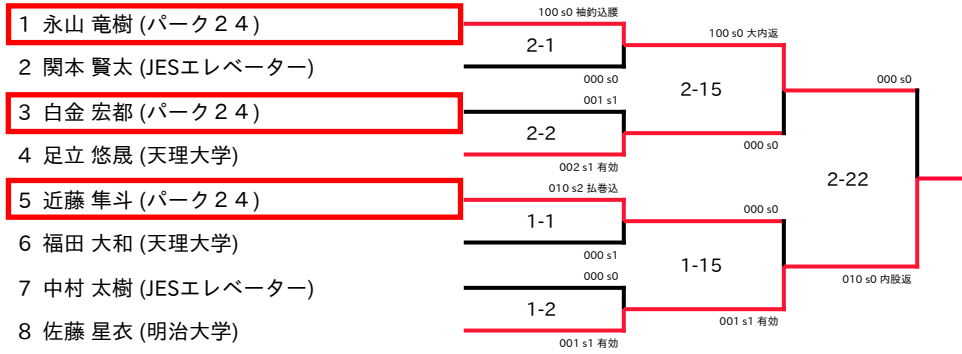 1 永山 竜樹 (パーク２４)
2 関本 賢太 (JESエレベーター)
3 白金 宏都 (パーク２４)
4 足立 悠晟 (天理大学)
5 近藤 隼斗 (パーク２４)
6 福田 大和 (天理大学)
7 中村 太樹 (JESエレベーター)
8 佐藤 星衣 (明治大学)
100 s0 袖釣込腰
2-1
000 s0
001 s1
2-2
002 s1 有効
010 s2 払巻込
1-1
000 s1
000 s0
1-2
001 s1 有効
100 s0 大内返
2-15
000 s0
000 s0
1-15
001 s1 有効
000 s0
2-22
010 s0 内股返